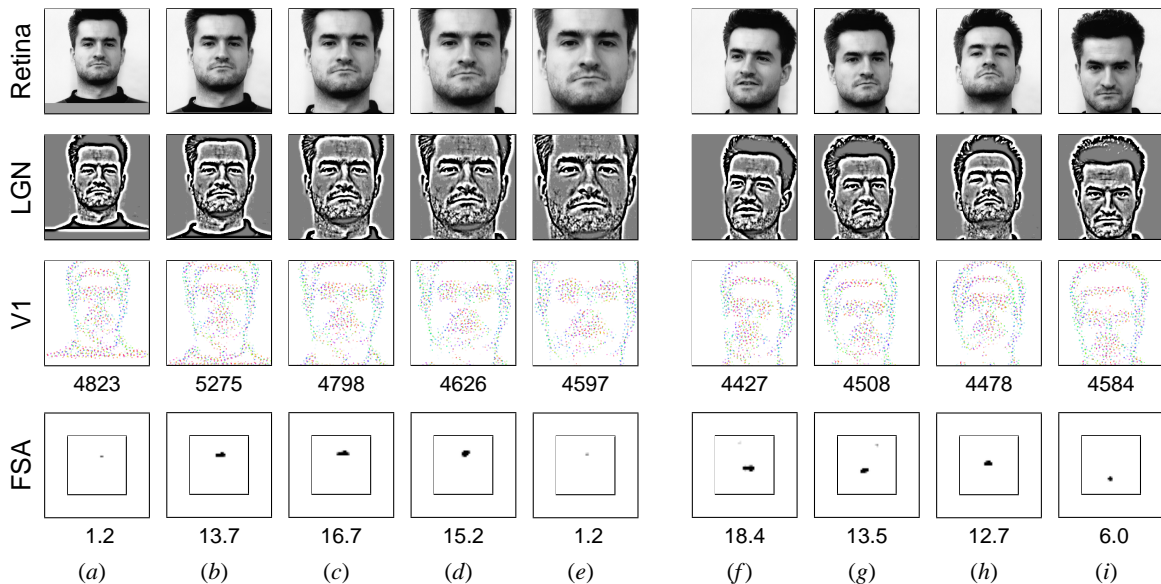 Retina
LGN
V1
4823 5275 4798 4626 4597 4427 4508 4478 4584
FSA
1.2 13.7 16.7 15.2 1.2 18.4 13.5 12.7 6.0
(a) (b) (c) (d) (e) (f) (g) (h) (i)